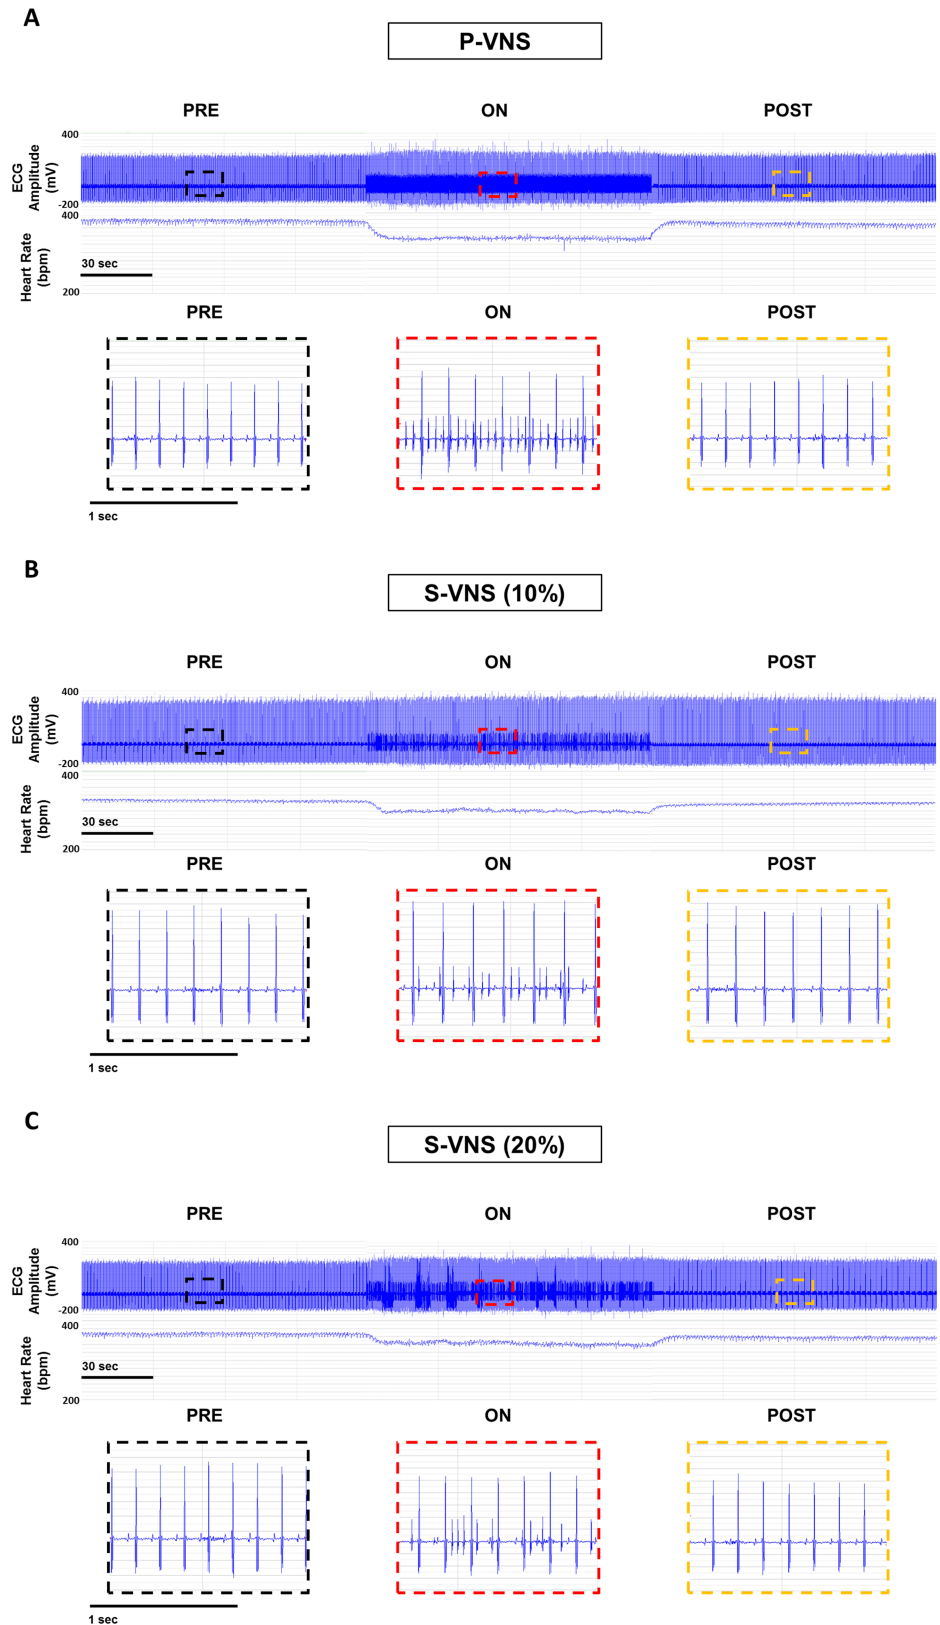 A
P-VNS
PRE ON POST
ECG
Amplitude
(mV)
400
-200
Heart Rate
(bpm)
400
200
30 sec
PRE ON POST
1 sec
B
S-VNS (10%)
PRE ON POST
ECG
Amplitude
(mV)
400
-200
Heart Rate
(bpm)
400
200
30 sec
PRE ON POST
1 sec
C
S-VNS (20%)
PRE ON POST
ECG
Amplitude
(mV)
400
-200
Heart Rate
(bpm)
400
200
30 sec
PRE ON POST
1 sec